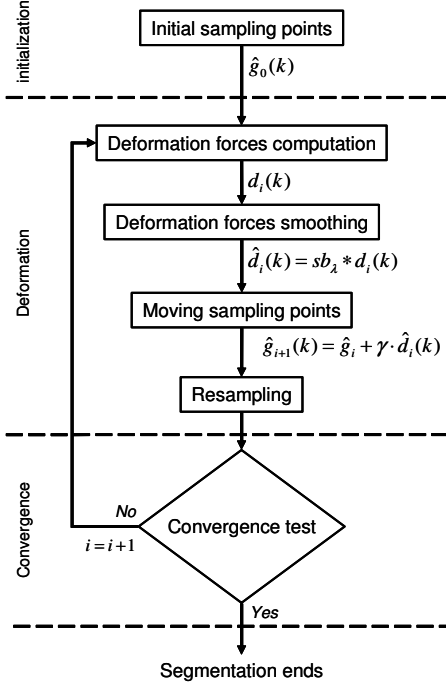 initialization
Initial sampling points
ĝ₀(k)
Deformation
Deformation forces computation
dᵢ(k)
Deformation forces smoothing
d̂ᵢ(k) = sb_λ * dᵢ(k)
Moving sampling points
ĝᵢ₊₁(k) = ĝᵢ + γ · d̂ᵢ(k)
Resampling
Convergence
No
Convergence test
i = i+1
Yes
Segmentation ends